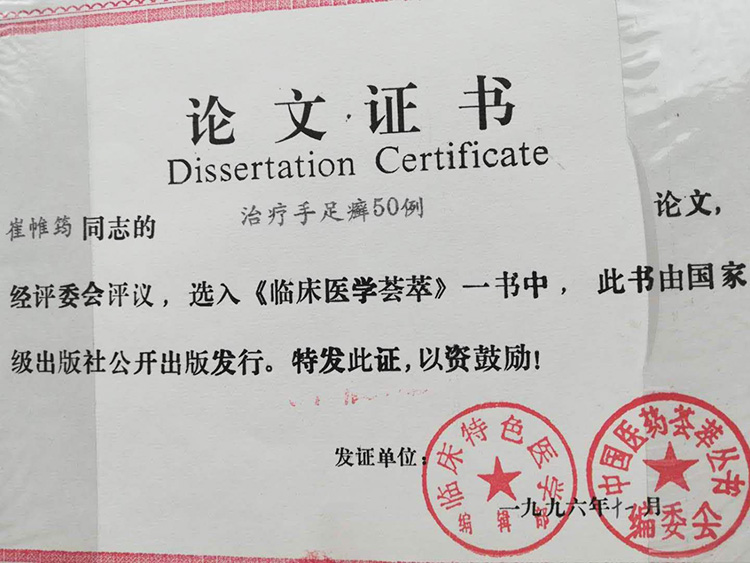 论文证书
Dissertation Certificate
崔帷筠同志的 治疗手足癣50例 论文,
经评委会评议，选入《临床医学荟萃》一书中，此书由国家
级出版社公开出版发行。特发此证,以资鼓励!
发证单位:
临床特色医学
编辑部
中国医药荟萃丛书
编委会
一九九六年十一月